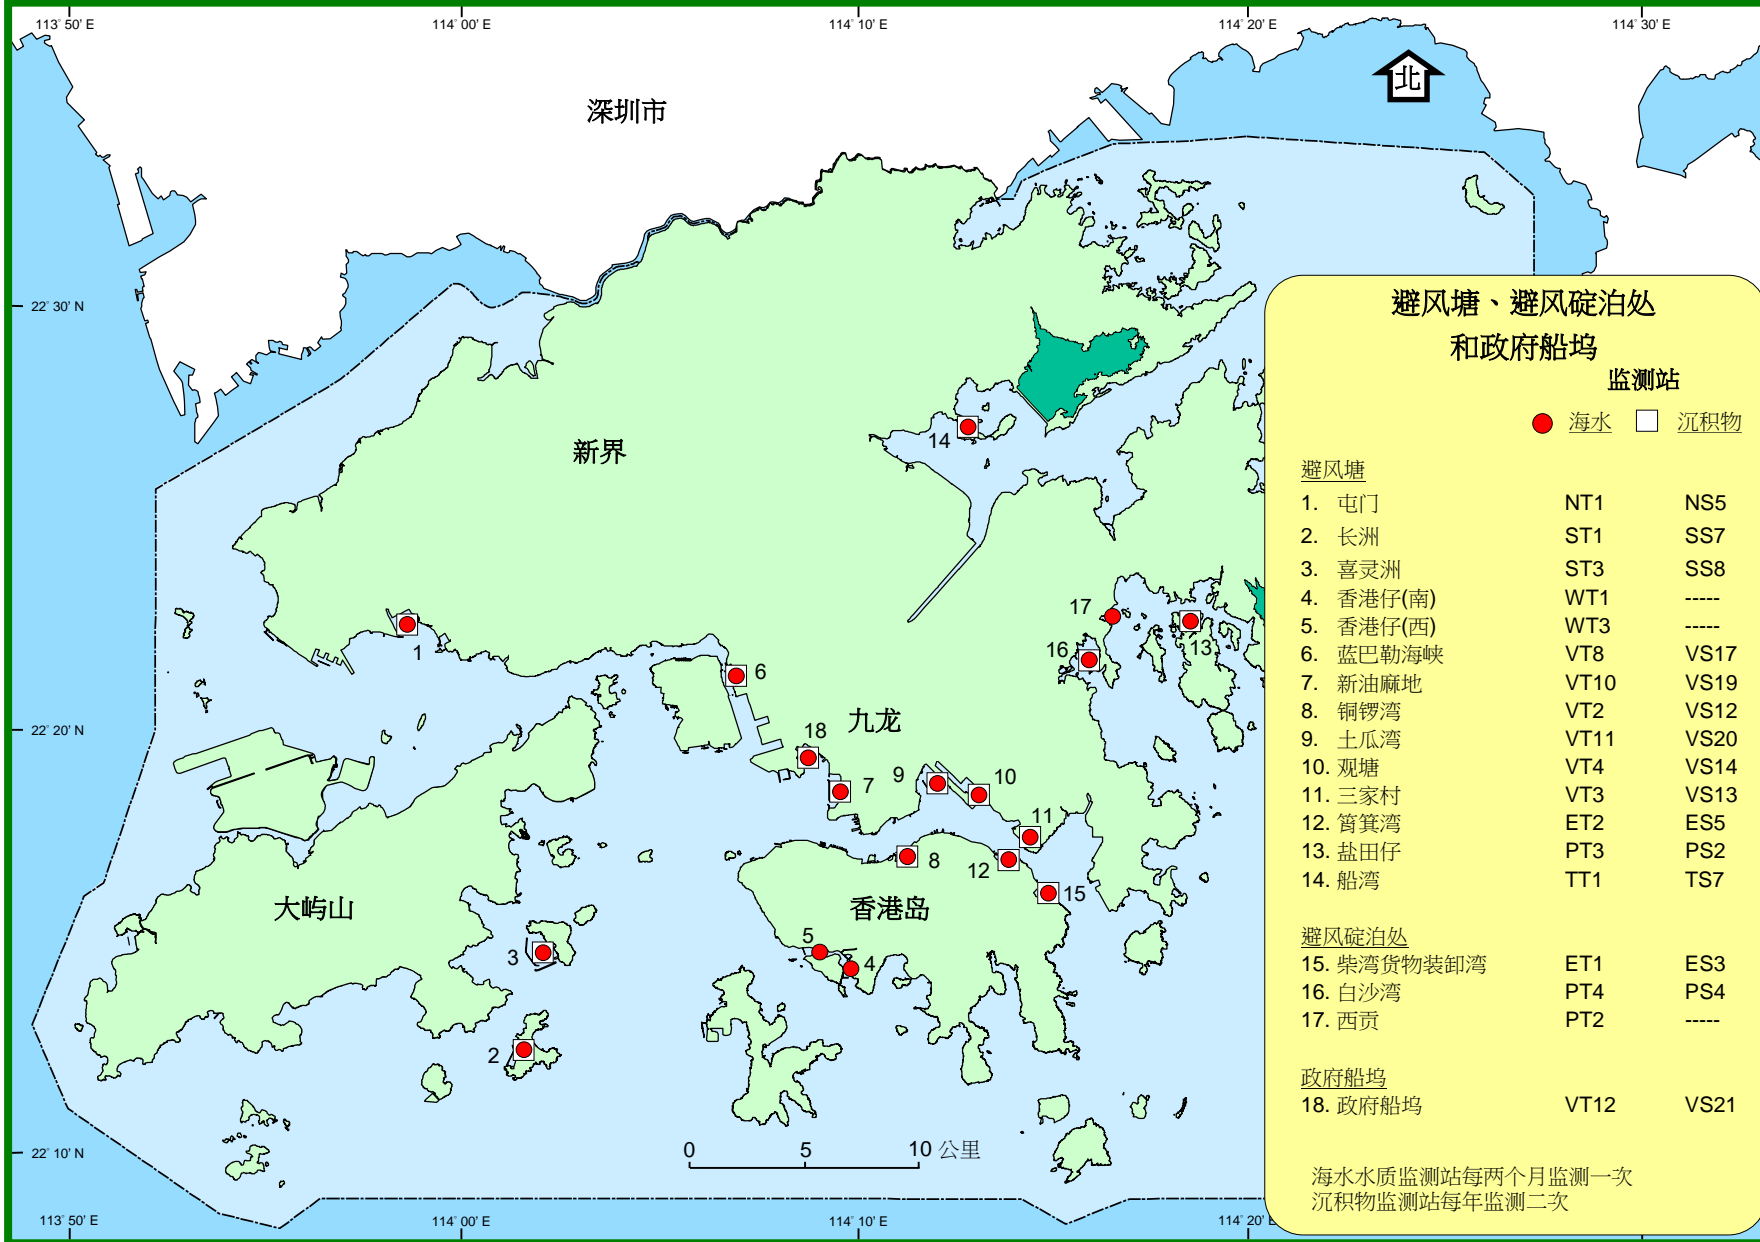 113° 50' E
114° 00' E
114° 10' E
114° 20' E
114° 30' E
北
深圳市
22° 30' N
新界
14
17
16
13
1
6
九龙
22° 20' N
18
7
9
10
11
8
12
15
大屿山
香港岛
5
4
3
2
0 5 10 公里
22° 10' N
113° 50' E
114° 00' E
114° 10' E
114° 20' E
避风塘、避风碇泊处
和政府船坞
监测站
海水 沉积物
避风塘
1. 屯门 NT1 NS5
2. 长洲 ST1 SS7
3. 喜灵洲 ST3 SS8
4. 香港仔(南) WT1 -----
5. 香港仔(西) WT3 -----
6. 蓝巴勒海峡 VT8 VS17
7. 新油麻地 VT10 VS19
8. 铜锣湾 VT2 VS12
9. 土瓜湾 VT11 VS20
10. 观塘 VT4 VS14
11. 三家村 VT3 VS13
12. 筲箕湾 ET2 ES5
13. 盐田仔 PT3 PS2
14. 船湾 TT1 TS7
避风碇泊处
15. 柴湾货物装卸湾 ET1 ES3
16. 白沙湾 PT4 PS4
17. 西贡 PT2 -----
政府船坞
18. 政府船坞 VT12 VS21
海水水质监测站每两个月监测一次
沉积物监测站每年监测二次